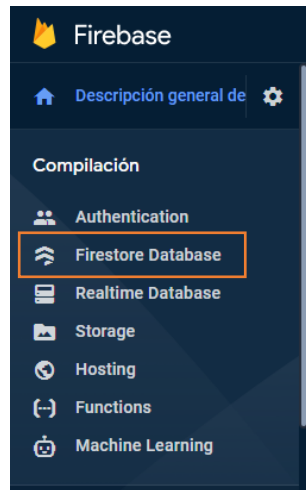 Firebase
Descripción general de
Compilación
Authentication
Firestore Database
Realtime Database
Storage
Hosting
Functions
Machine Learning